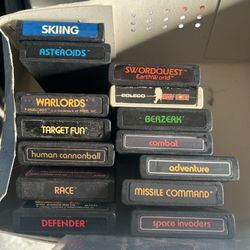 SKIING
ASTEROIDS
WARLORDS
TARGET FUN
human cannonball
RACE
DEFENDER
SWORDQUEST
EarthWorld
COLECO
BERZERK
combat
adventure
MISSILE COMMAND
space invaders